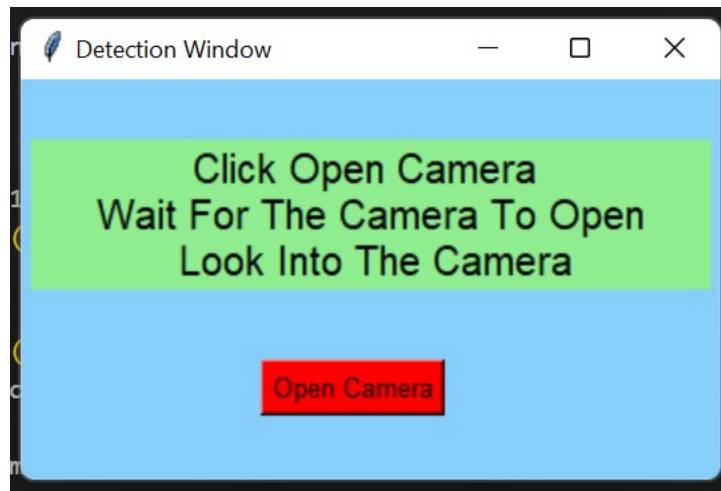 Detection Window
Click Open Camera
Wait For The Camera To Open
Look Into The Camera
Open Camera